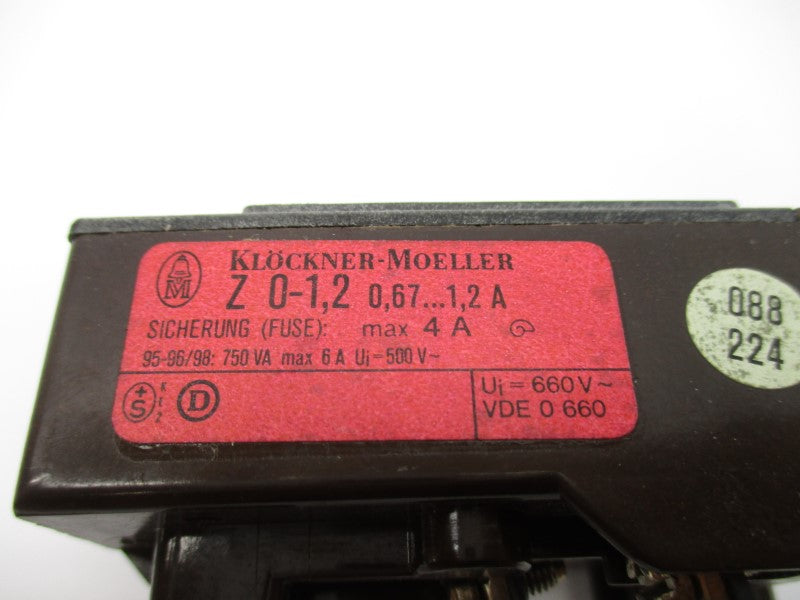 M
KLÖCKNER-MOELLER
Z 0-1,2 0,67...1,2 A
SICHERUNG (FUSE): max 4 A
95-96/98: 750 VA max 6 A Ui=500 V~
+S
D
Ui = 660 V~
VDE 0 660
088
224